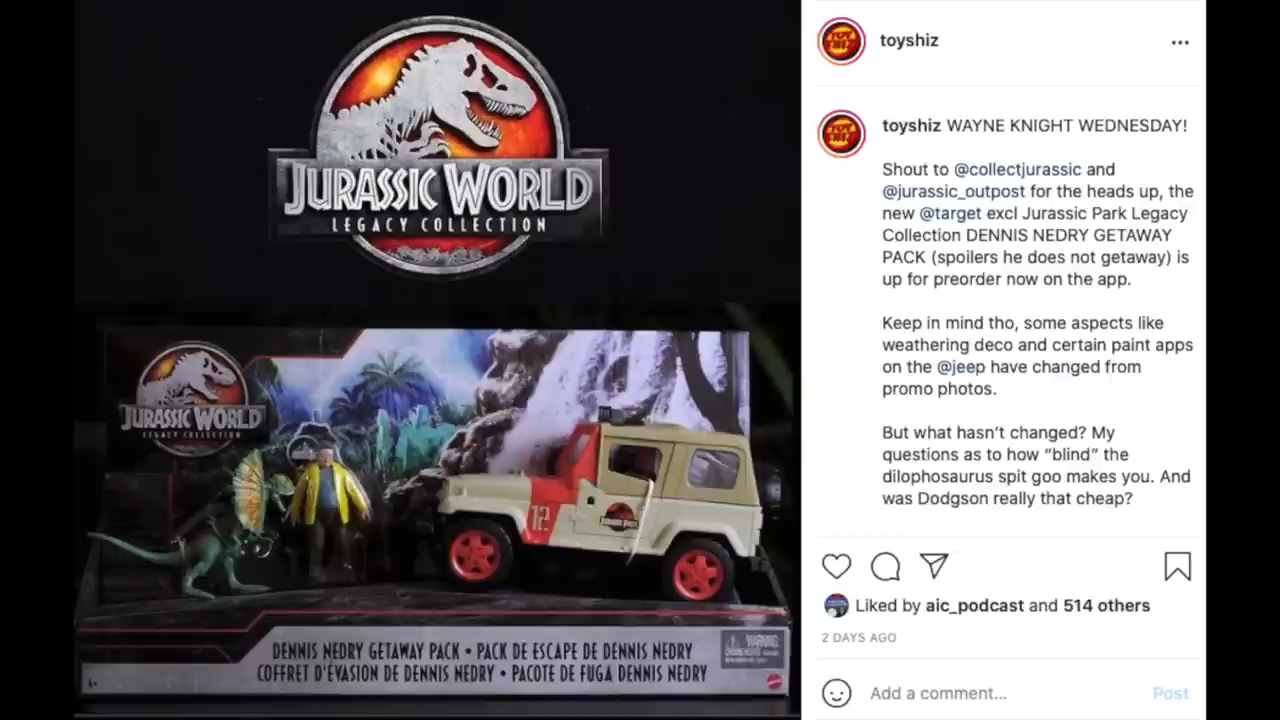 JURASSIC WORLD
LEGACY COLLECTION
JURASSIC WORLD
LEGACY COLLECTION
12
JURASSIC PARK
DENNIS NEDRY GETAWAY PACK • PACK DE ESCAPE DE DENNIS NEDRY
COFFRET D'ÉVASION DE DENNIS NEDRY • PACOTE DE FUGA DENNIS NEDRY
WARNING
4+
TOY SHIZ
toyshiz
TOY SHIZ
toyshiz WAYNE KNIGHT WEDNESDAY!
Shout to @collectjurassic and
@jurassic_outpost for the heads up, the
new @target excl Jurassic Park Legacy
Collection DENNIS NEDRY GETAWAY
PACK (spoilers he does not getaway) is
up for preorder now on the app.
Keep in mind tho, some aspects like
weathering deco and certain paint apps
on the @jeep have changed from
promo photos.
But what hasn't changed? My
questions as to how “blind” the
dilophosaurus spit goo makes you. And
was Dodgson really that cheap?
Liked by aic_podcast and 514 others
2 DAYS AGO
Add a comment...
Post